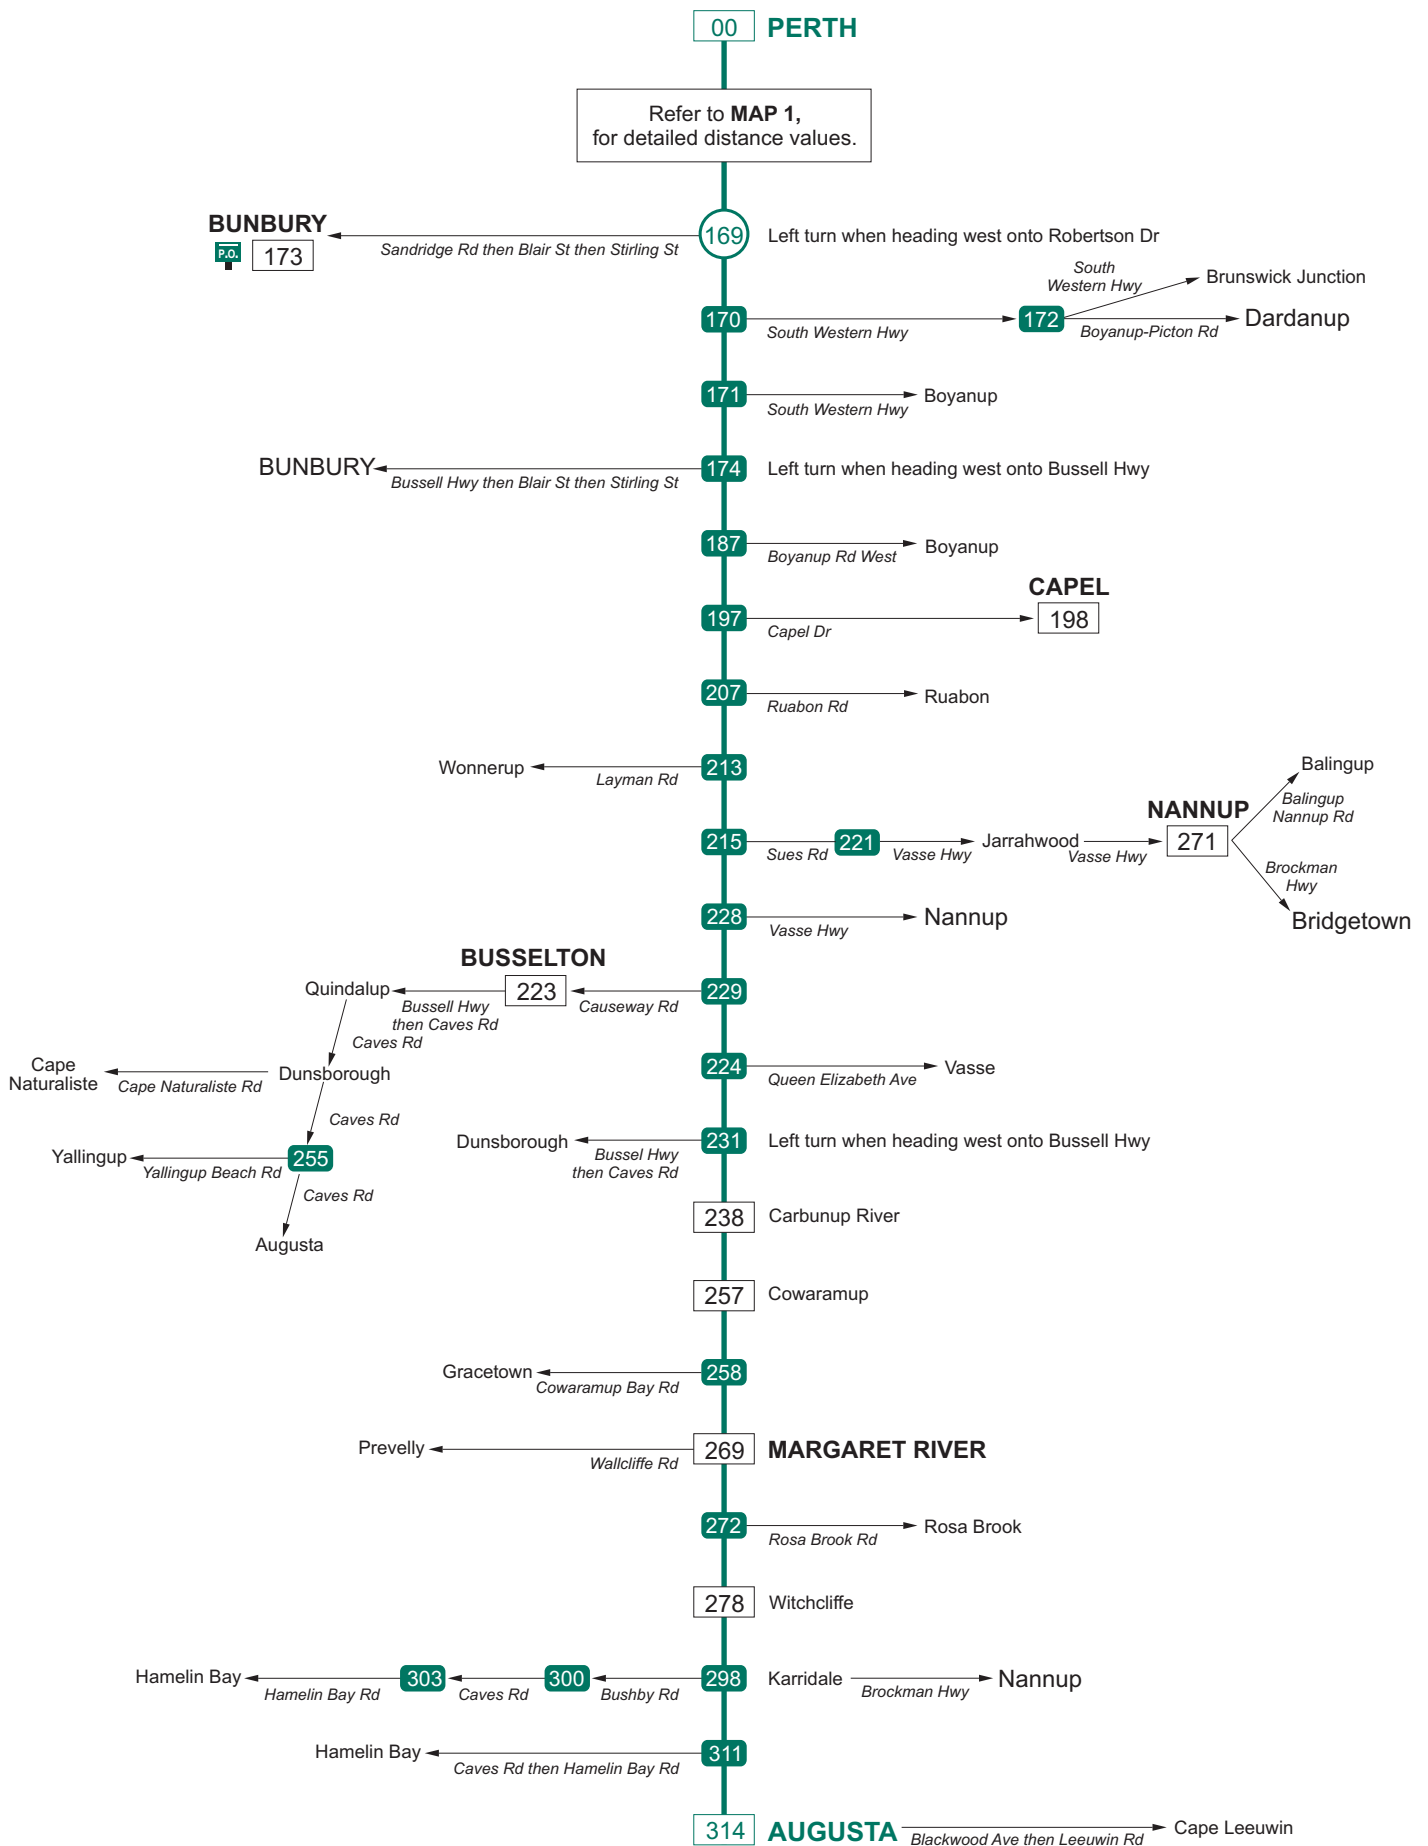 00 PERTH
Refer to MAP 1,
for detailed distance values.
BUNBURY
P.O. 173
Sandridge Rd then Blair St then Stirling St
169 Left turn when heading west onto Robertson Dr
170
South Western Hwy
172
South
Western Hwy
Brunswick Junction
Boyanup-Picton Rd
Dardanup
171
South Western Hwy
Boyanup
BUNBURY
Bussell Hwy then Blair St then Stirling St
174 Left turn when heading west onto Bussell Hwy
187
Boyanup Rd West
Boyanup
197
Capel Dr
CAPEL
198
207
Ruabon Rd
Ruabon
Wonnerup
Layman Rd
213
215
Sues Rd
221
Vasse Hwy
Jarrahwood
Vasse Hwy
NANNUP
271
Balingup
Balingup
Nannup Rd
Brockman
Hwy
Bridgetown
228
Vasse Hwy
Nannup
BUSSELTON
229
Causeway Rd
223
Bussell Hwy
then Caves Rd
Quindalup
Caves Rd
Dunsborough
Cape Naturaliste Rd
Cape
Naturaliste
Caves Rd
255
Yallingup Beach Rd
Yallingup
Caves Rd
Augusta
224
Queen Elizabeth Ave
Vasse
Dunsborough
Bussel Hwy
then Caves Rd
231 Left turn when heading west onto Bussell Hwy
238 Carbunup River
257 Cowaramup
Gracetown
Cowaramup Bay Rd
258
Prevelly
Wallcliffe Rd
269 MARGARET RIVER
272
Rosa Brook Rd
Rosa Brook
278 Witchcliffe
Hamelin Bay
Hamelin Bay Rd
303
Caves Rd
300
Bushby Rd
298 Karridale
Brockman Hwy
Nannup
Hamelin Bay
Caves Rd then Hamelin Bay Rd
311
314 AUGUSTA
Blackwood Ave then Leeuwin Rd
Cape Leeuwin